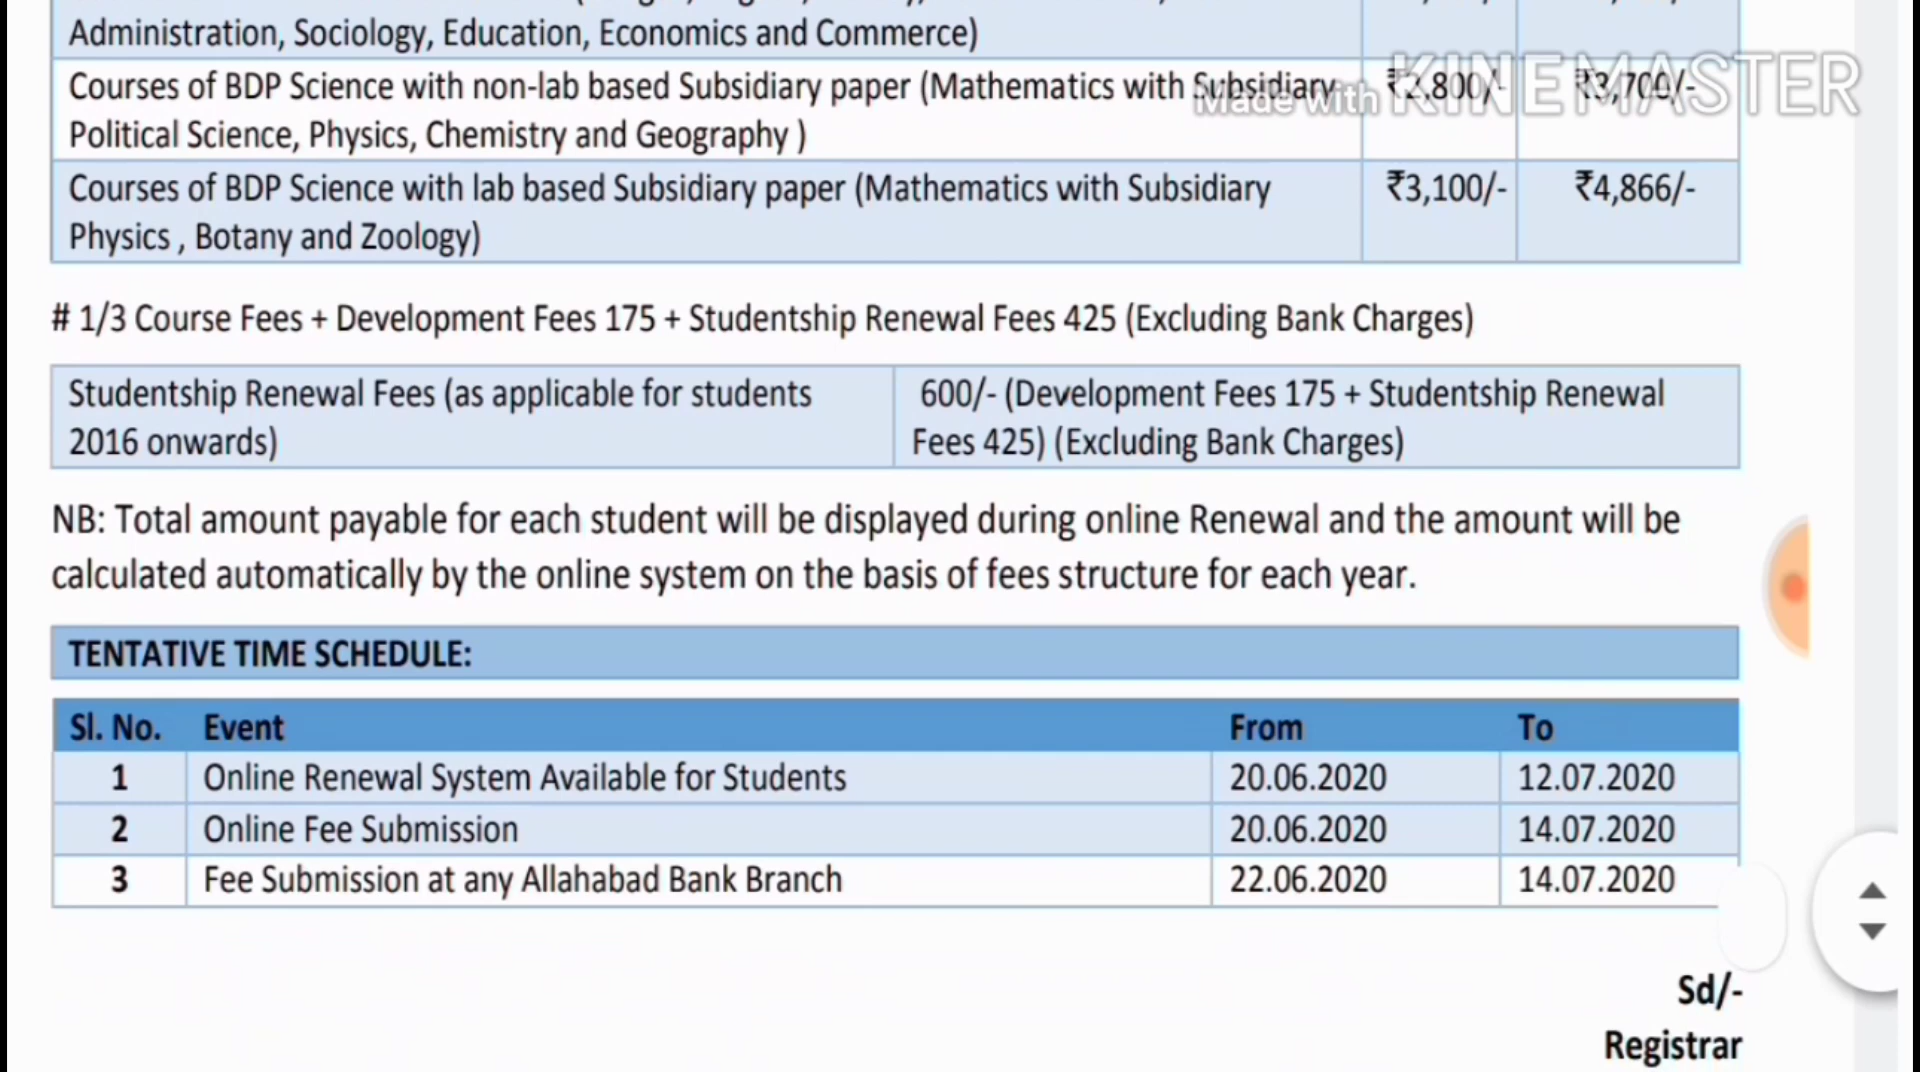 Administration, Sociology, Education, Economics and Commerce)
Courses of BDP Science with non-lab based Subsidiary paper (Mathematics with Subsidiary ₹2,800/- ₹3,700/-
Made with KINEMASTER
Political Science, Physics, Chemistry and Geography )
Courses of BDP Science with lab based Subsidiary paper (Mathematics with Subsidiary ₹3,100/- ₹4,866/-
Physics , Botany and Zoology)
# 1/3 Course Fees + Development Fees 175 + Studentship Renewal Fees 425 (Excluding Bank Charges)
Studentship Renewal Fees (as applicable for students 600/- (Development Fees 175 + Studentship Renewal
2016 onwards) Fees 425) (Excluding Bank Charges)
NB: Total amount payable for each student will be displayed during online Renewal and the amount will be
calculated automatically by the online system on the basis of fees structure for each year.
TENTATIVE TIME SCHEDULE:
Sl. No. Event From To
1 Online Renewal System Available for Students 20.06.2020 12.07.2020
2 Online Fee Submission 20.06.2020 14.07.2020
3 Fee Submission at any Allahabad Bank Branch 22.06.2020 14.07.2020
Sd/-
Registrar